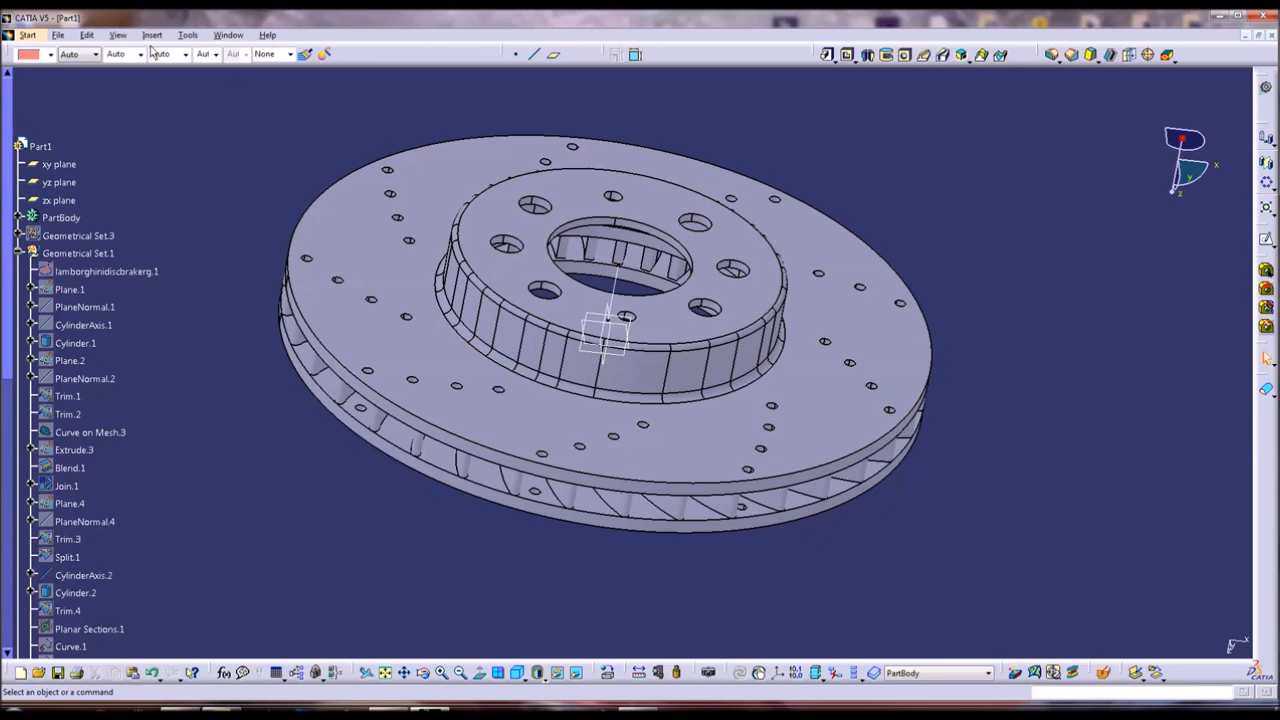 CATIA V5 - [Part1]
Start File Edit View Insert Tools Window Help
Auto Auto Auto Aut Aut None
Part1
xy plane
yz plane
zx plane
PartBody
Geometrical Set.3
Geometrical Set.1
lamborghinidiscbrakerg.1
Plane.1
PlaneNormal.1
CylinderAxis.1
Cylinder.1
Plane.2
PlaneNormal.2
Trim.1
Trim.2
Curve on Mesh.3
Extrude.3
Blend.1
Join.1
Plane.4
PlaneNormal.4
Trim.3
Split.1
CylinderAxis.2
Cylinder.2
Trim.4
Planar Sections.1
Curve.1
x
y
z
PartBody
Select an object or a command